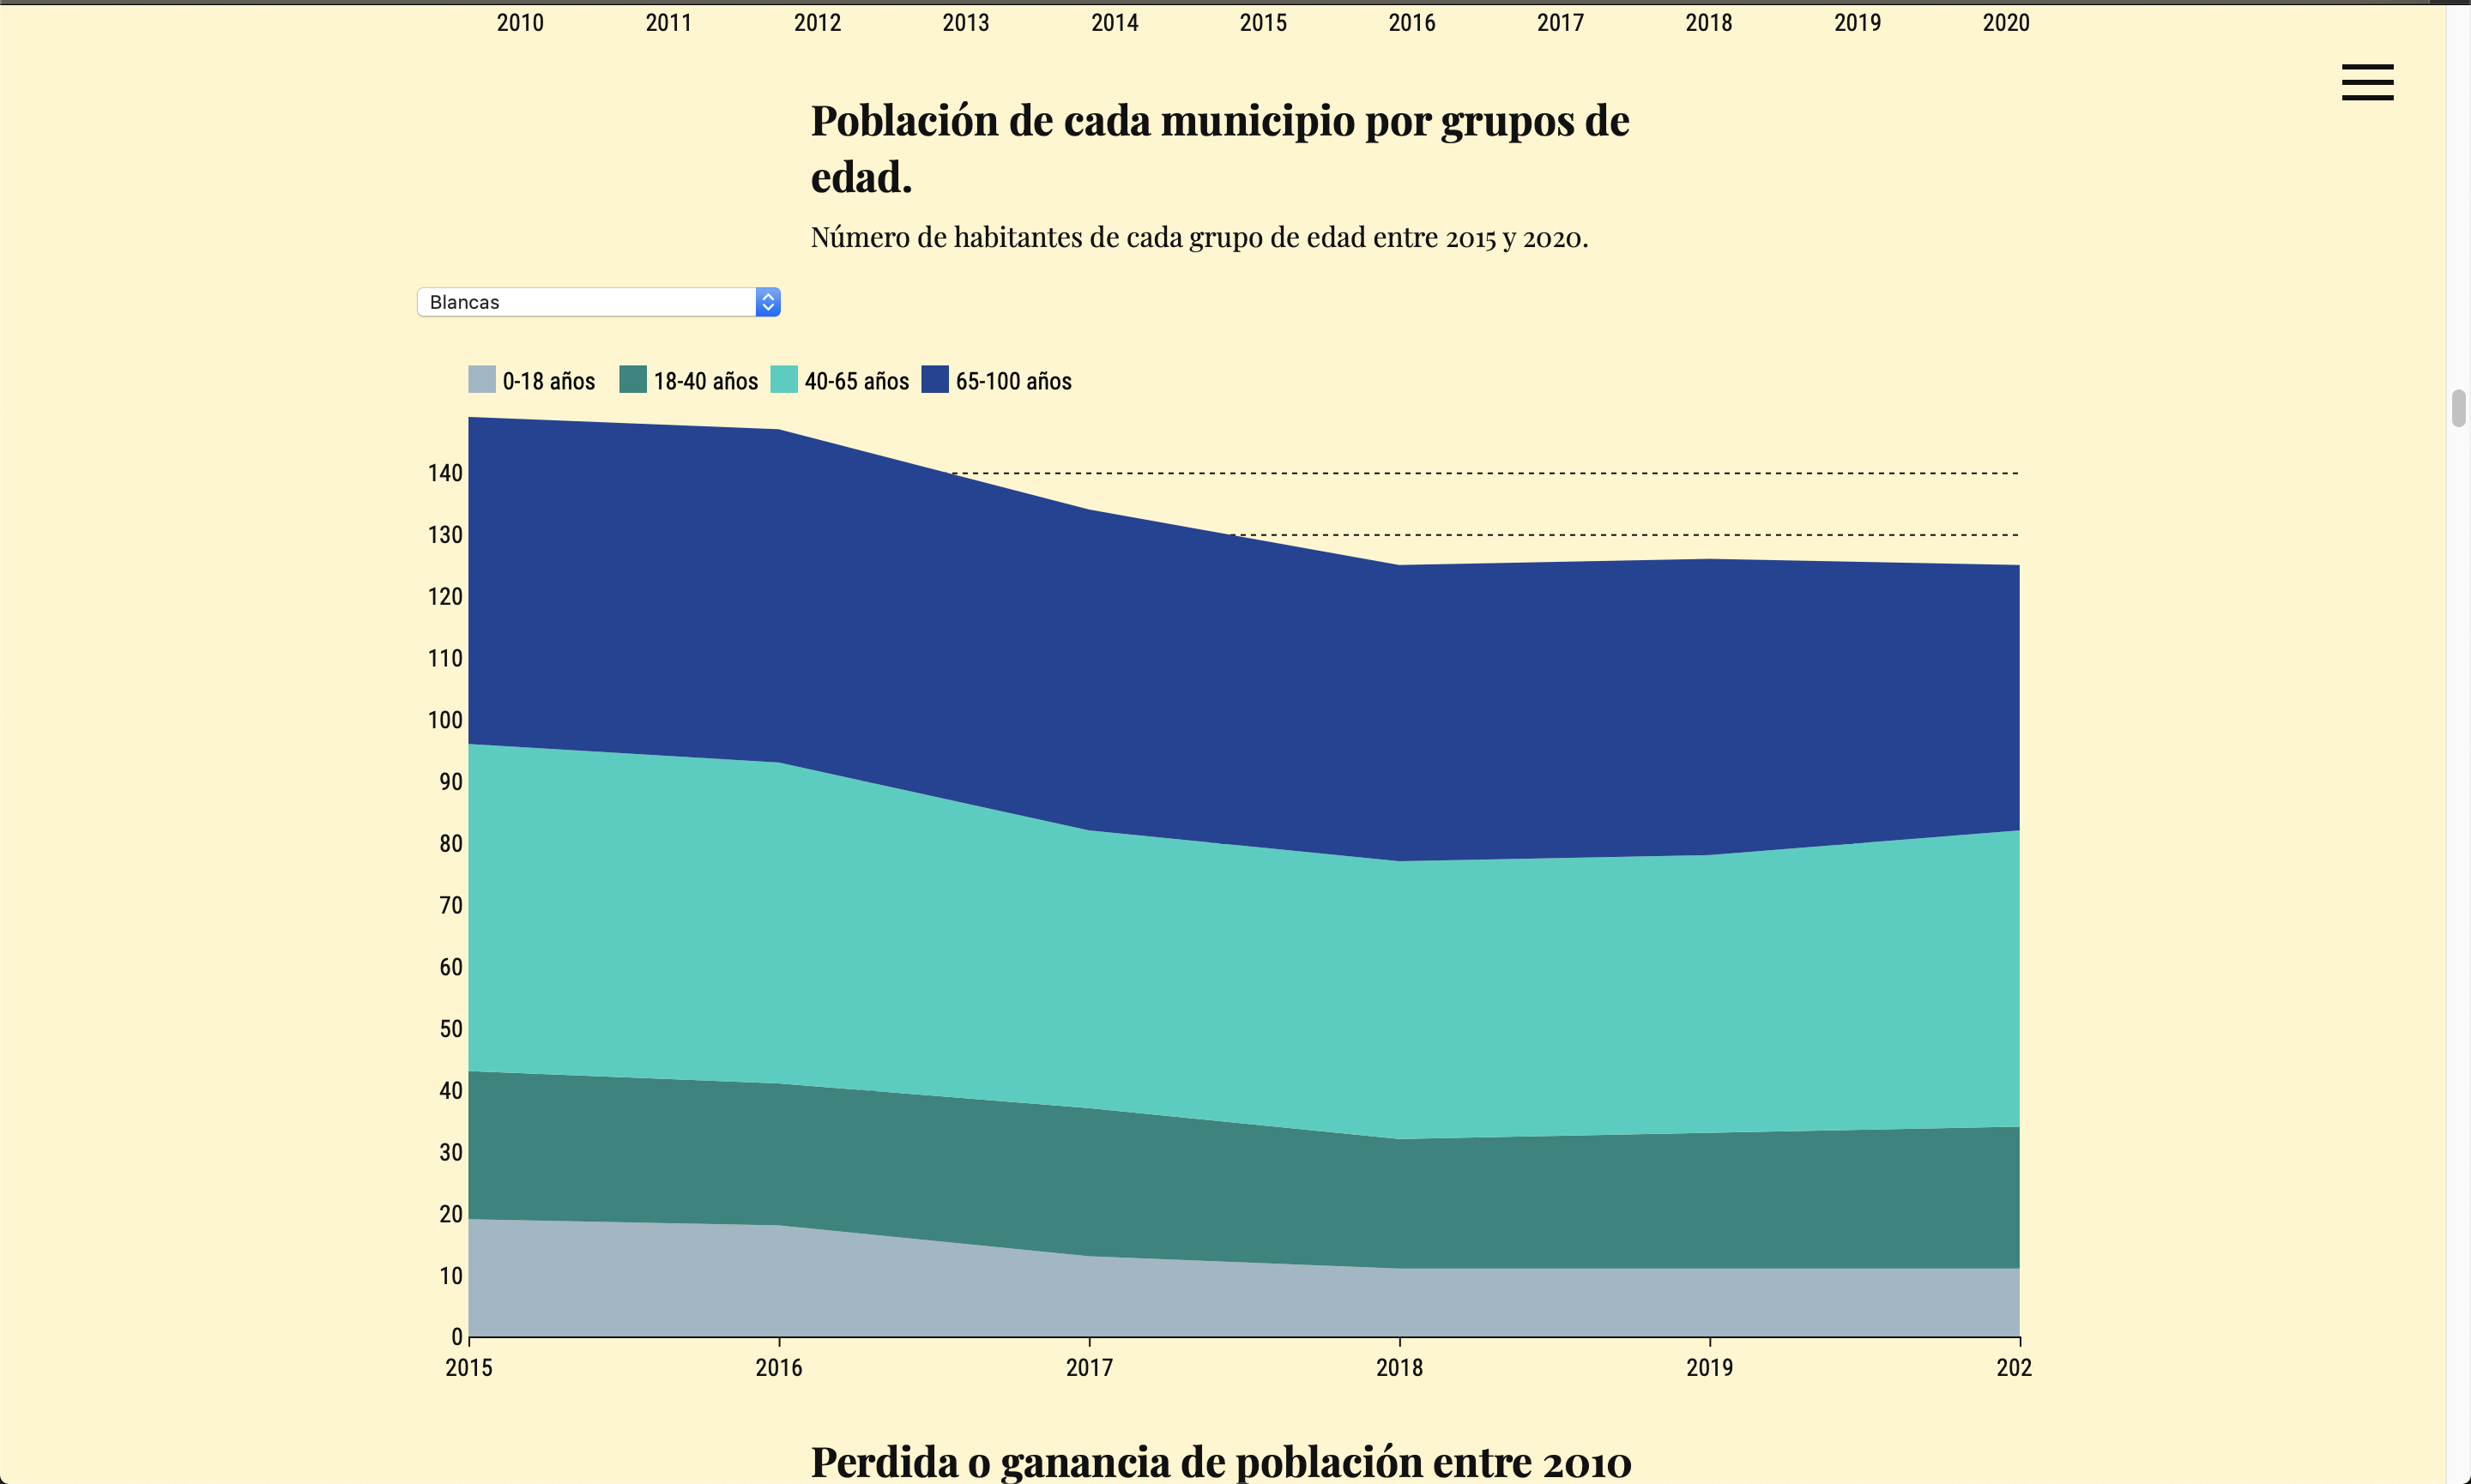 2010 2011 2012 2013 2014 2015 2016 2017 2018 2019 2020
Población de cada municipio por grupos de
edad.
Número de habitantes de cada grupo de edad entre 2015 y 2020.
Blancas
0-18 años 18-40 años 40-65 años 65-100 años
140
130
120
110
100
90
80
70
60
50
40
30
20
10
0
2015 2016 2017 2018 2019 202
Perdida o ganancia de población entre 2010